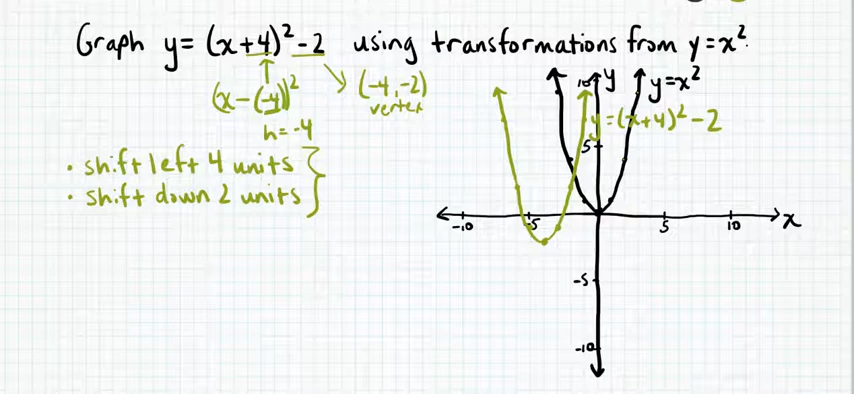 Graph y = (x+4)² - 2 using transformations from y = x².
(x-(-4))²
(-4, -2)
vertex
h = -4
• shift left 4 units
• shift down 2 units
y
10
y = x²
y = (x+4)² - 2
5
-10
-5
5
10
x
-5
-10